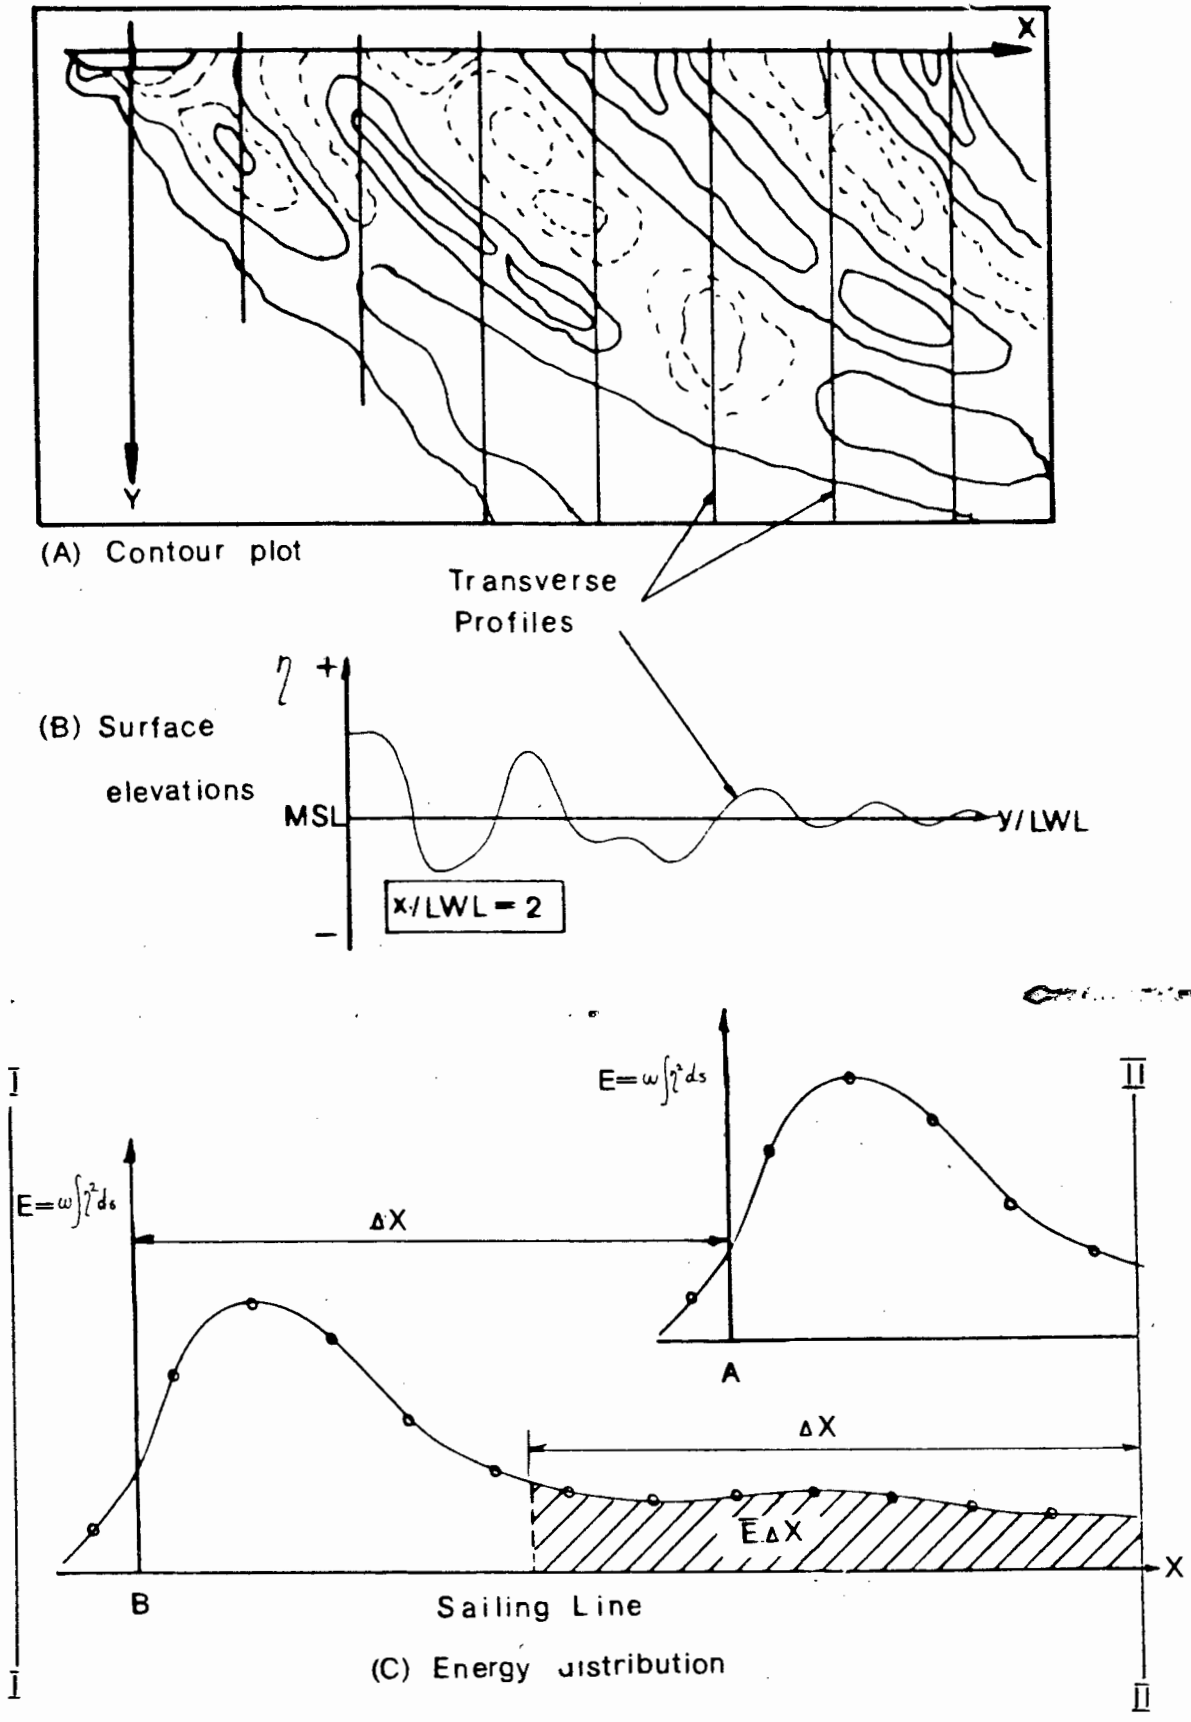 X
Y
(A) Contour plot
Transverse
Profiles
η +
(B) Surface
elevations
MSL
y/LWL
x/LWL = 2
−
I
II
E=ω∫η²ds
E=ω∫η²ds
ΔX
A
ΔX
E̅.ΔX
X
B
Sailing Line
(C) Energy distribution
I
II